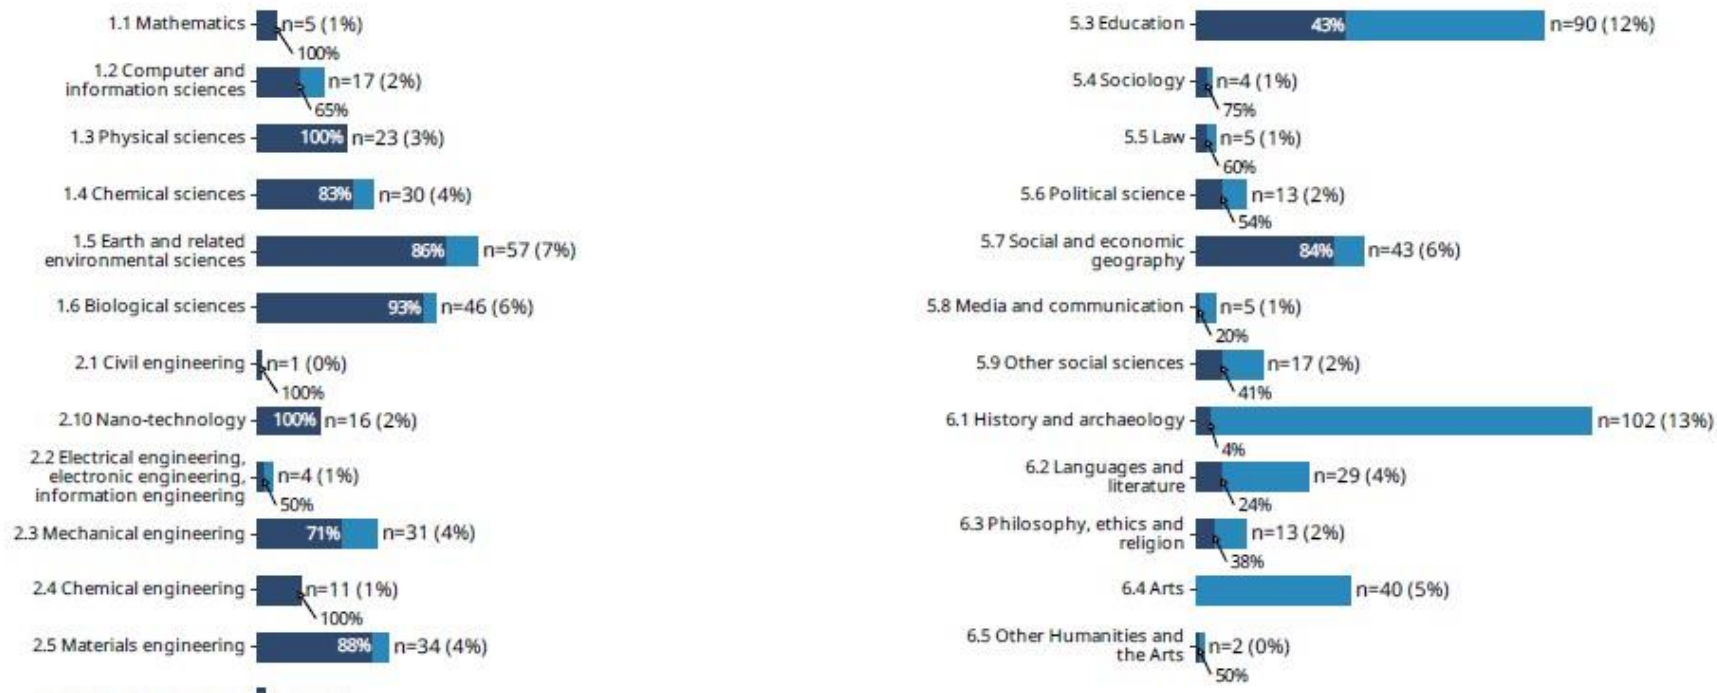 1.1 Mathematics
n=5 (1%)
100%
1.2 Computer and
information sciences
n=17 (2%)
65%
1.3 Physical sciences
100%
n=23 (3%)
1.4 Chemical sciences
83%
n=30 (4%)
1.5 Earth and related
environmental sciences
86%
n=57 (7%)
1.6 Biological sciences
93%
n=46 (6%)
2.1 Civil engineering
n=1 (0%)
100%
2.10 Nano-technology
100%
n=16 (2%)
2.2 Electrical engineering,
electronic engineering,
information engineering
n=4 (1%)
50%
2.3 Mechanical engineering
71%
n=31 (4%)
2.4 Chemical engineering
n=11 (1%)
100%
2.5 Materials engineering
88%
n=34 (4%)
5.3 Education
43%
n=90 (12%)
5.4 Sociology
n=4 (1%)
75%
5.5 Law
n=5 (1%)
60%
5.6 Political science
n=13 (2%)
54%
5.7 Social and economic
geography
84%
n=43 (6%)
5.8 Media and communication
n=5 (1%)
20%
5.9 Other social sciences
n=17 (2%)
41%
6.1 History and archaeology
n=102 (13%)
4%
6.2 Languages and
literature
n=29 (4%)
24%
6.3 Philosophy, ethics and
religion
n=13 (2%)
38%
6.4 Arts
n=40 (5%)
6.5 Other Humanities and
the Arts
n=2 (0%)
50%